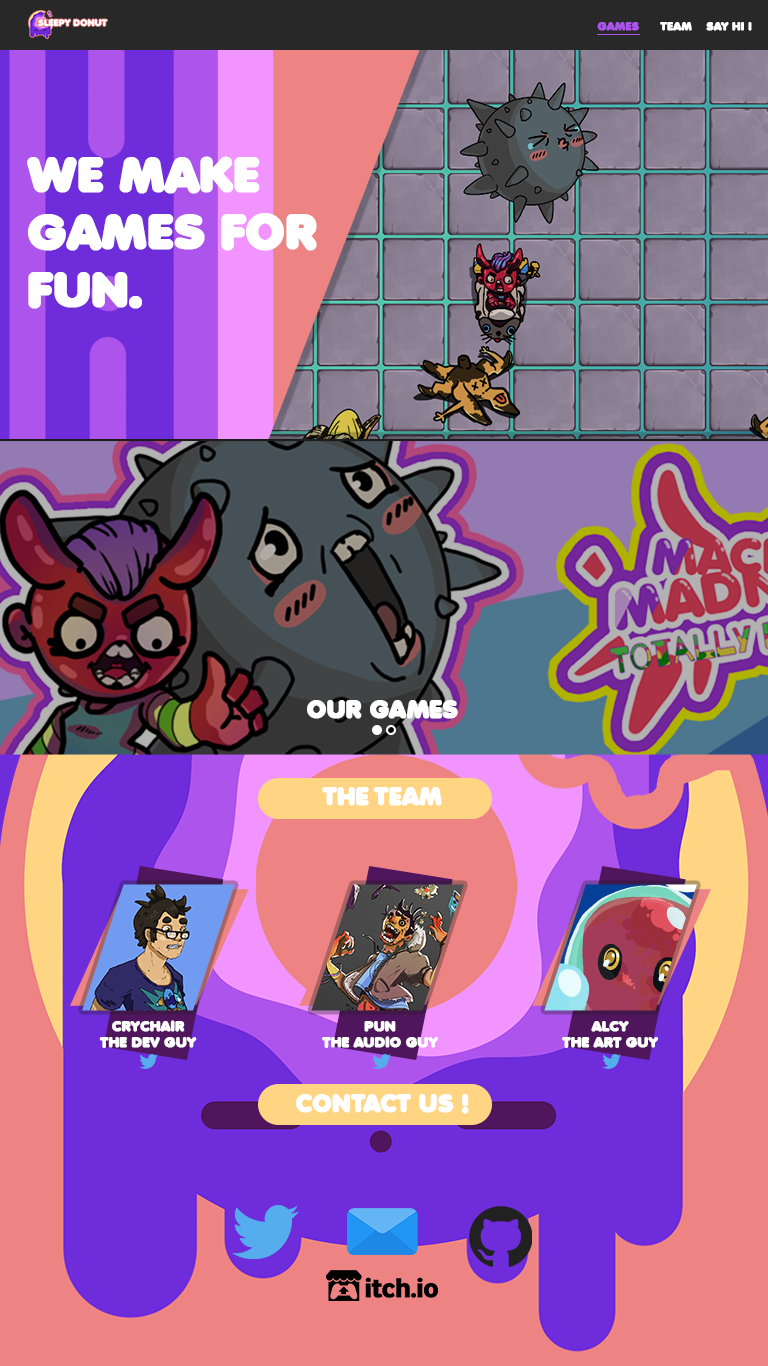 SLEEPY DONUT
GAMES
TEAM
SAY HI !
WE MAKE
GAMES FOR
FUN.
TOTALLY
OUR GAMES
THE TEAM
CRYCHAIR
THE DEV GUY
PUN
THE AUDIO GUY
ALCY
THE ART GUY
CONTACT US !
itch.io